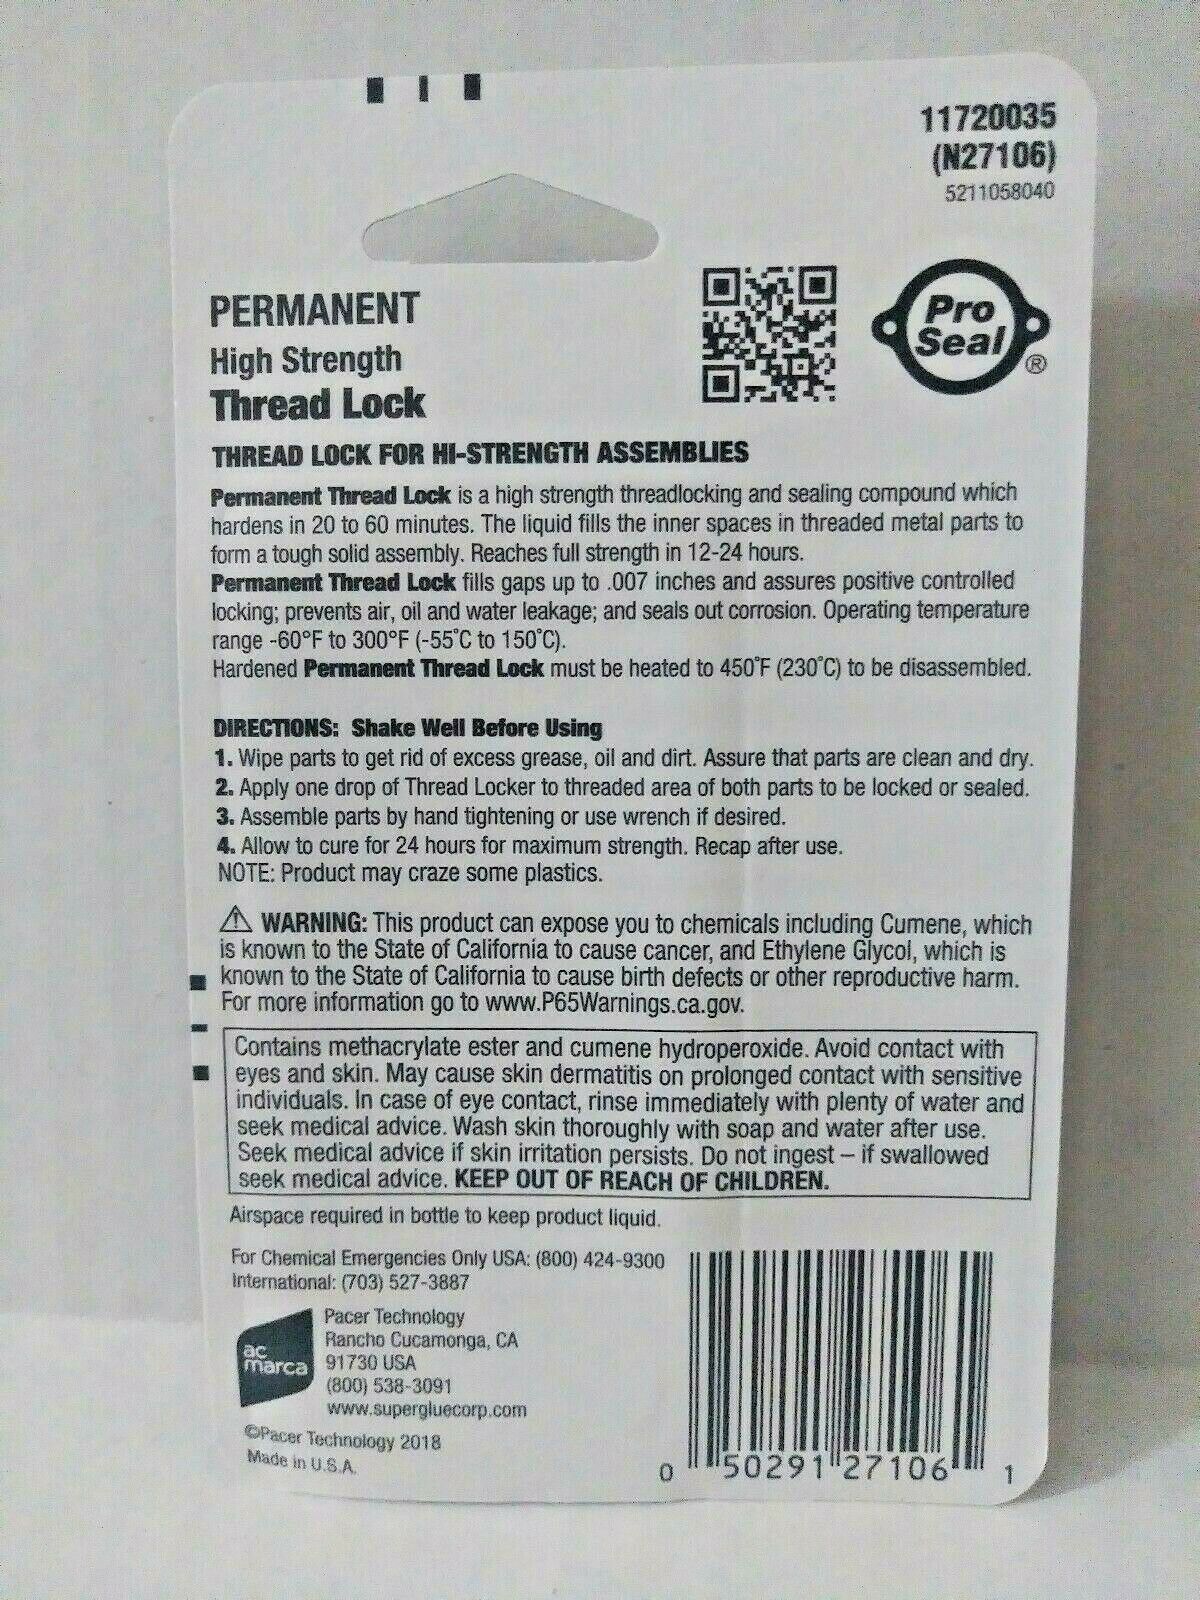 11720035
(N27106)
5211058040
PERMANENT
High Strength
Thread Lock
Pro
Seal
®
THREAD LOCK FOR HI-STRENGTH ASSEMBLIES
Permanent Thread Lock is a high strength threadlocking and sealing compound which
hardens in 20 to 60 minutes. The liquid fills the inner spaces in threaded metal parts to
form a tough solid assembly. Reaches full strength in 12-24 hours.
Permanent Thread Lock fills gaps up to .007 inches and assures positive controlled
locking; prevents air, oil and water leakage; and seals out corrosion. Operating temperature
range -60°F to 300°F (-55°C to 150°C).
Hardened Permanent Thread Lock must be heated to 450°F (230°C) to be disassembled.
DIRECTIONS: Shake Well Before Using
1. Wipe parts to get rid of excess grease, oil and dirt. Assure that parts are clean and dry.
2. Apply one drop of Thread Locker to threaded area of both parts to be locked or sealed.
3. Assemble parts by hand tightening or use wrench if desired.
4. Allow to cure for 24 hours for maximum strength. Recap after use.
NOTE: Product may craze some plastics.
⚠ WARNING: This product can expose you to chemicals including Cumene, which
is known to the State of California to cause cancer, and Ethylene Glycol, which is
known to the State of California to cause birth defects or other reproductive harm.
For more information go to www.P65Warnings.ca.gov.
Contains methacrylate ester and cumene hydroperoxide. Avoid contact with
eyes and skin. May cause skin dermatitis on prolonged contact with sensitive
individuals. In case of eye contact, rinse immediately with plenty of water and
seek medical advice. Wash skin thoroughly with soap and water after use.
Seek medical advice if skin irritation persists. Do not ingest – if swallowed
seek medical advice. KEEP OUT OF REACH OF CHILDREN.
Airspace required in bottle to keep product liquid.
For Chemical Emergencies Only USA: (800) 424-9300
International: (703) 527-3887
ac
marca
Pacer Technology
Rancho Cucamonga, CA
91730 USA
(800) 538-3091
www.supergluecorp.com
©Pacer Technology 2018
Made in U.S.A.
0 50291 27106 1